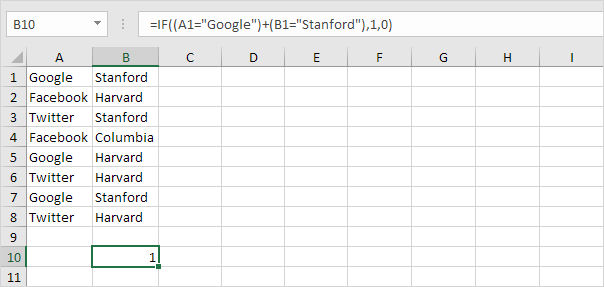 B10 =IF((A1="Google")+(B1="Stanford"),1,0)
A B C D E F G H I
1 Google Stanford
2 Facebook Harvard
3 Twitter Stanford
4 Facebook Columbia
5 Google Harvard
6 Twitter Harvard
7 Google Stanford
8 Twitter Harvard
9
10 1
11